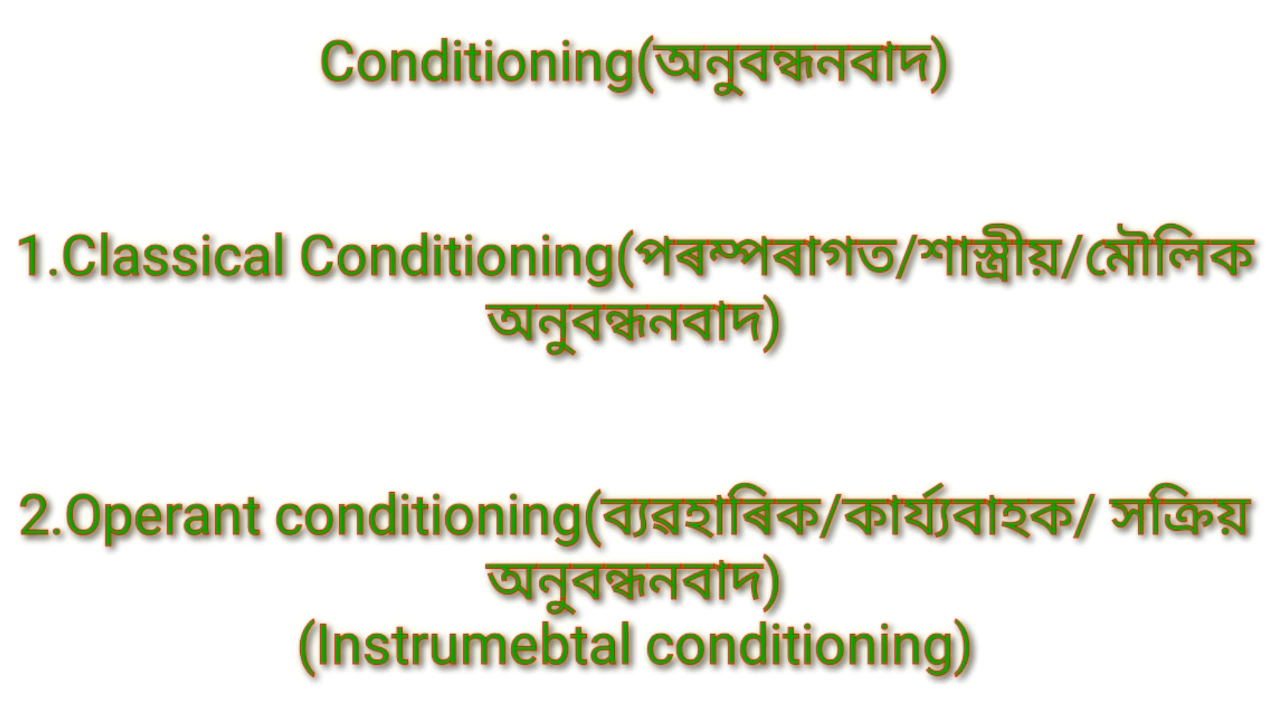 Conditioning(অনুবন্ধনবাদ)
1.Classical Conditioning(পৰম্পৰাগত/শাস্ত্ৰীয়/মৌলিক
অনুবন্ধনবাদ)
2.Operant conditioning(ব্যৱহাৰিক/কাৰ্য্যবাহক/ সক্ৰিয়
অনুবন্ধনবাদ)
(Instrumebtal conditioning)